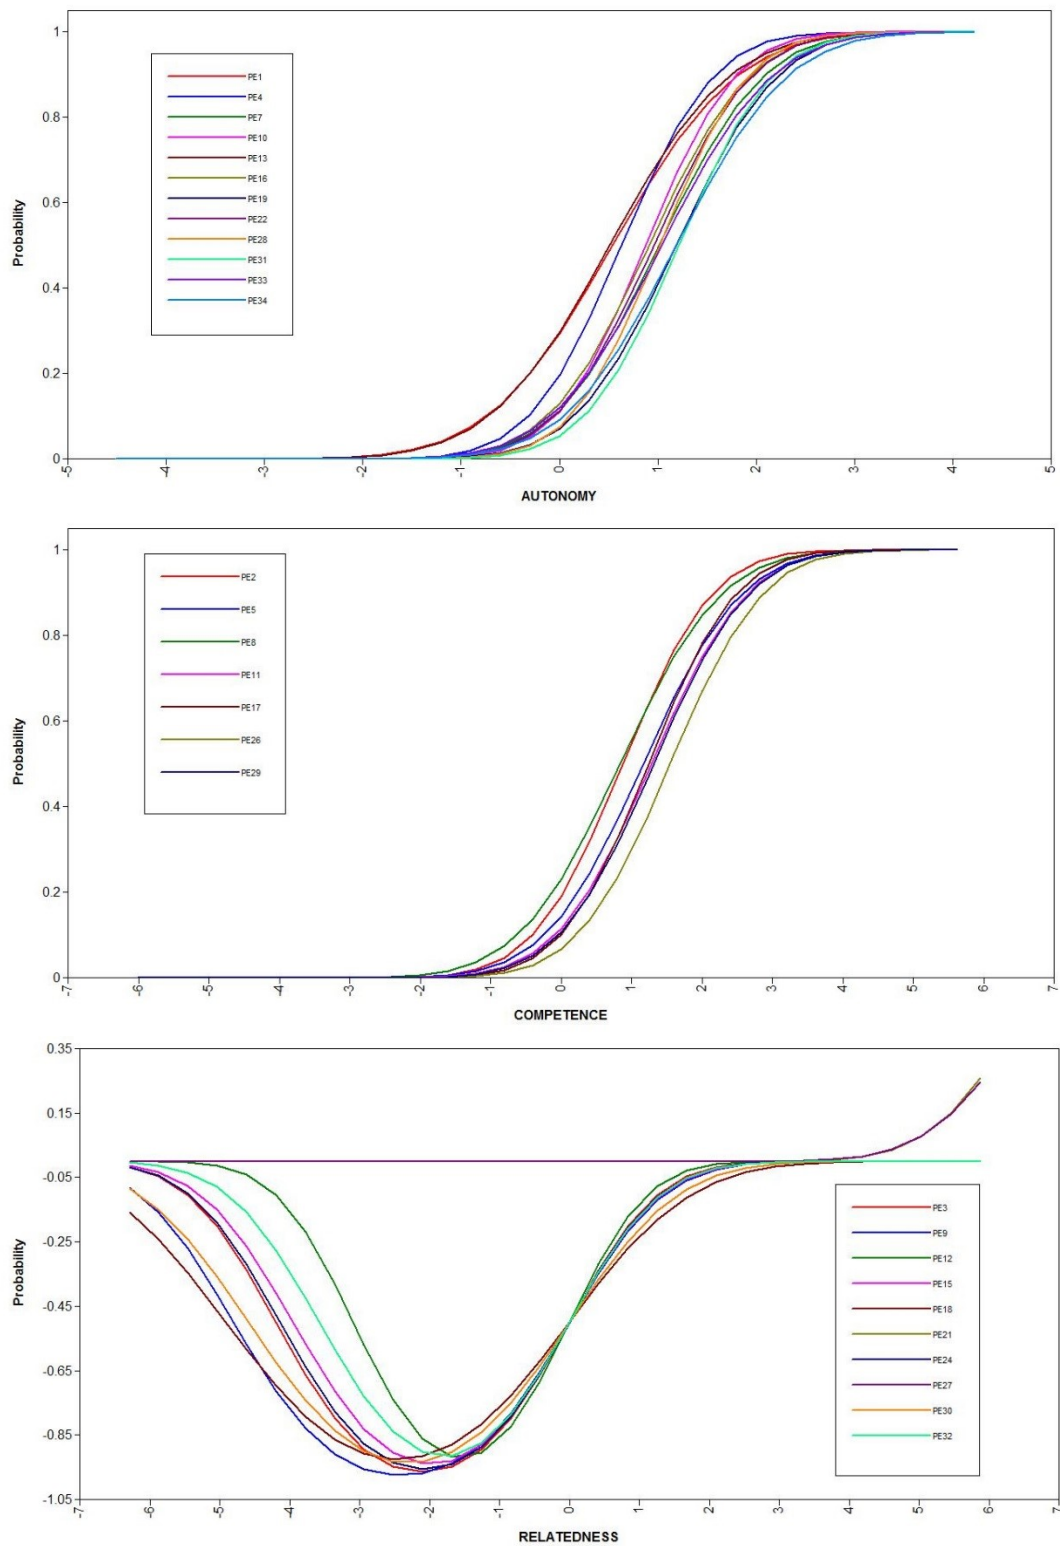 1
0.8
0.6
0.4
0.2
0
Probability
PE1
PE4
PE7
PE10
PE13
PE16
PE19
PE22
PE28
PE31
PE33
PE34
-5 -4 -3 -2 -1 0 1 2 3 4 5
AUTONOMY
1
0.8
0.6
0.4
0.2
0
Probability
PE2
PE5
PE8
PE11
PE17
PE26
PE29
-7 -6 -5 -4 -3 -2 -1 0 1 2 3 4 5 6 7
COMPETENCE
0.35
0.15
-0.05
-0.25
-0.45
-0.65
-0.85
-1.05
Probability
PE3
PE9
PE12
PE15
PE18
PE21
PE24
PE27
PE30
PE32
-7 -6 -5 -4 -3 -2 -1 0 1 2 3 4 5 6 7
RELATEDNESS